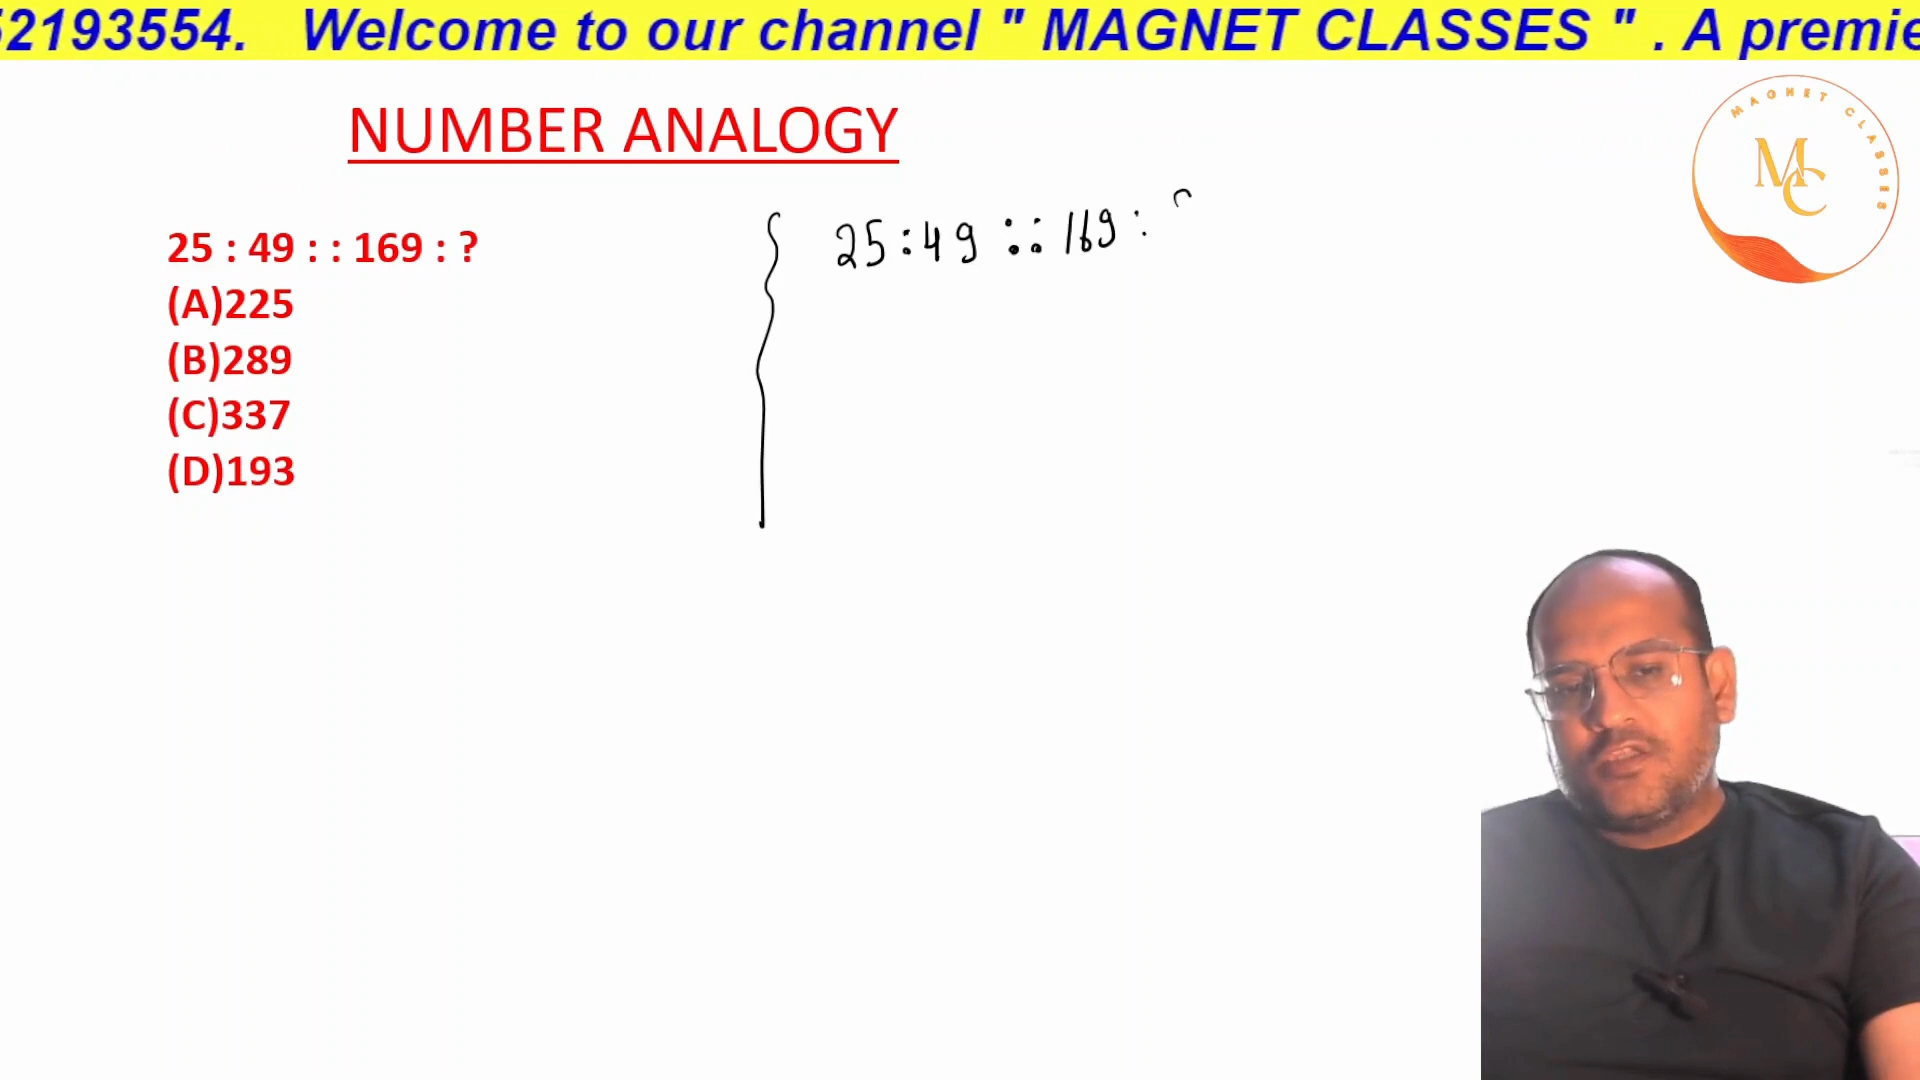 52193554. Welcome to our channel " MAGNET CLASSES " . A premie
MAGNET CLASSES
MC
NUMBER ANALOGY
25 : 49 : : 169 : ?
(A)225
(B)289
(C)337
(D)193
25 : 49 :: 169 :